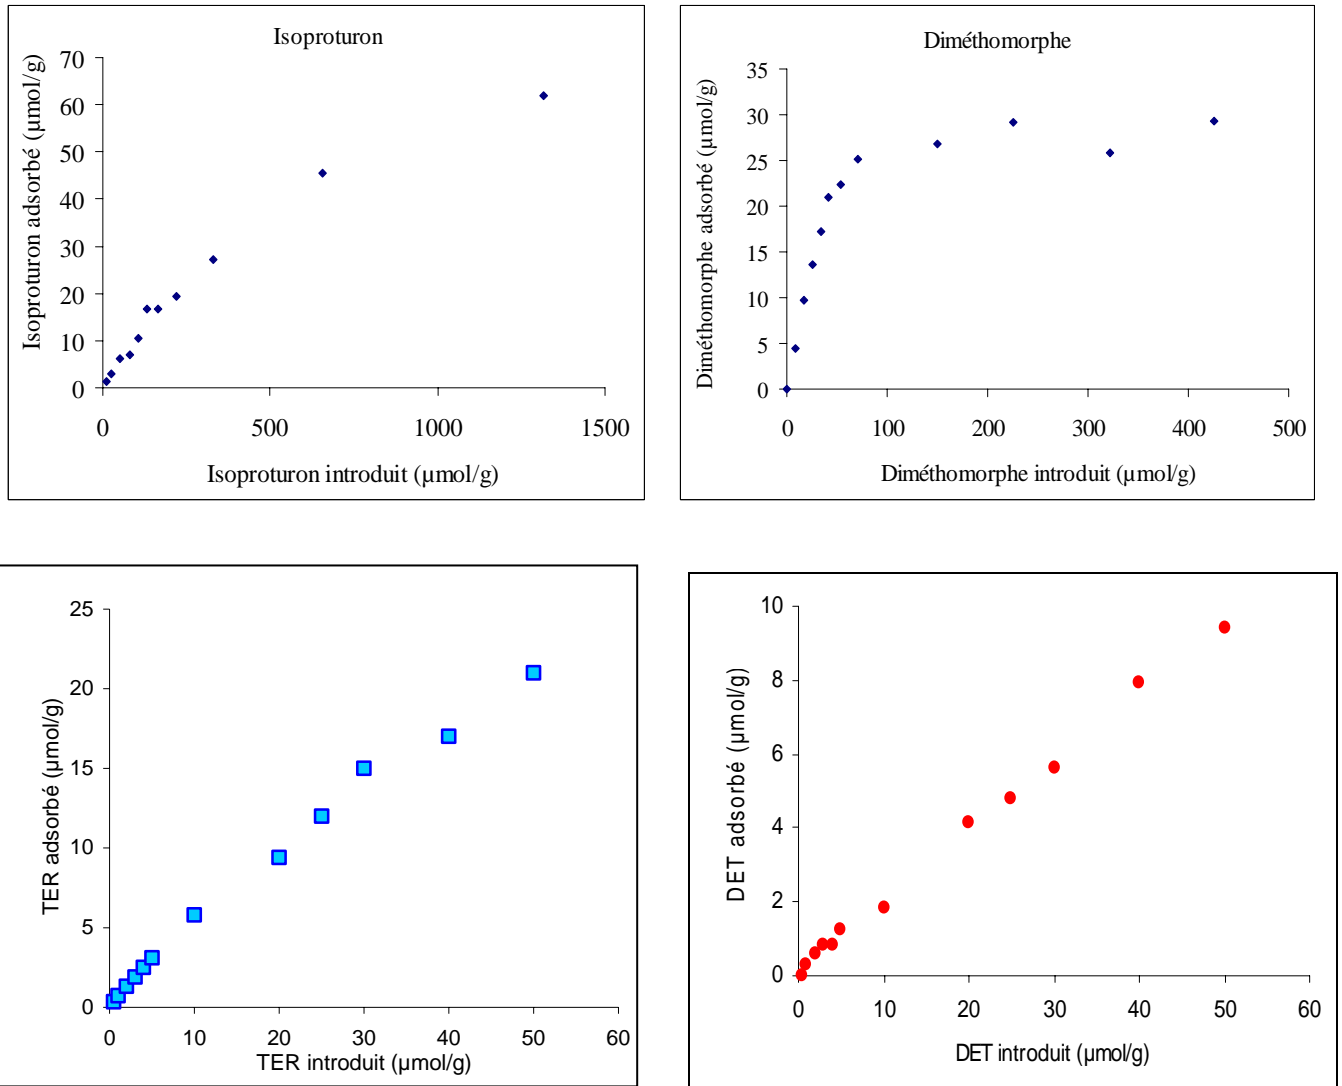 Isoproturon
Isoproturon adsorbé (µmol/g)
70
60
50
40
30
20
10
0
0 500 1000 1500
Isoproturon introduit (µmol/g)
Diméthomorphe
Diméthomorphe adsorbé (µmol/g)
35
30
25
20
15
10
5
0
0 100 200 300 400 500
Diméthomorphe introduit (µmol/g)
TER adsorbé (µmol/g)
25
20
15
10
5
0
0 10 20 30 40 50 60
TER introduit (µmol/g)
DET adsorbé (µmol/g)
10
8
6
4
2
0
0 10 20 30 40 50 60
DET introduit (µmol/g)